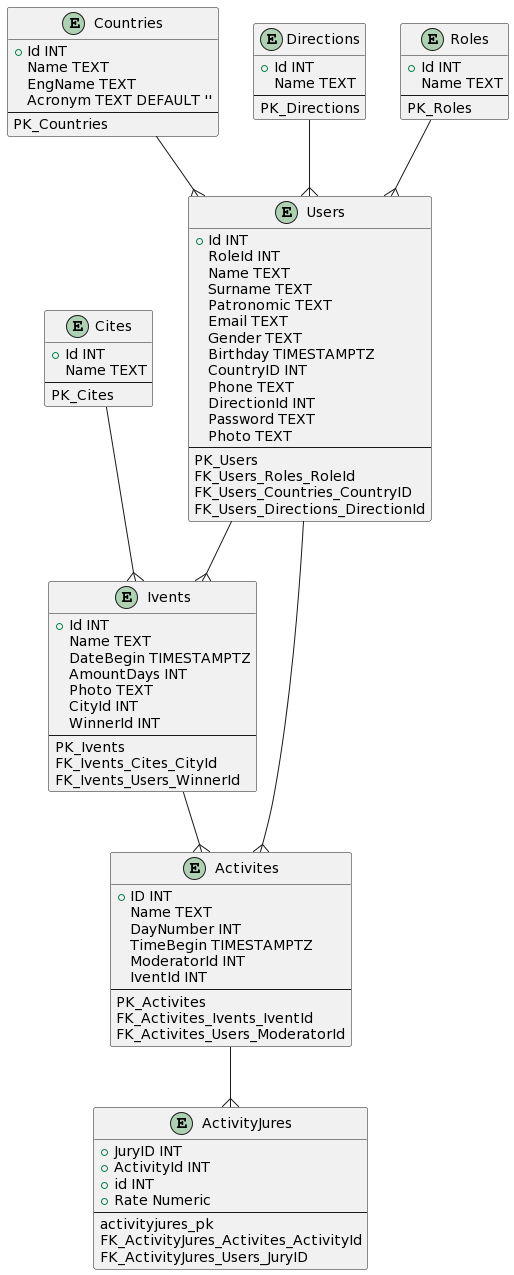 E Countries
Id INT
Name TEXT
EngName TEXT
Acronym TEXT DEFAULT ''
PK_Countries
E Directions
Id INT
Name TEXT
PK_Directions
E Roles
Id INT
Name TEXT
PK_Roles
E Users
Id INT
RoleId INT
Name TEXT
Surname TEXT
Patronomic TEXT
Email TEXT
Gender TEXT
Birthday TIMESTAMPTZ
CountryID INT
Phone TEXT
DirectionId INT
Password TEXT
Photo TEXT
PK_Users
FK_Users_Roles_RoleId
FK_Users_Countries_CountryID
FK_Users_Directions_DirectionId
E Cites
Id INT
Name TEXT
PK_Cites
E Ivents
Id INT
Name TEXT
DateBegin TIMESTAMPTZ
AmountDays INT
Photo TEXT
CityId INT
WinnerId INT
PK_Ivents
FK_Ivents_Cites_CityId
FK_Ivents_Users_WinnerId
E Activites
ID INT
Name TEXT
DayNumber INT
TimeBegin TIMESTAMPTZ
ModeratorId INT
IventId INT
PK_Activites
FK_Activites_Ivents_IventId
FK_Activites_Users_ModeratorId
E ActivityJures
JuryID INT
ActivityId INT
id INT
Rate Numeric
activityjures_pk
FK_ActivityJures_Activites_ActivityId
FK_ActivityJures_Users_JuryID